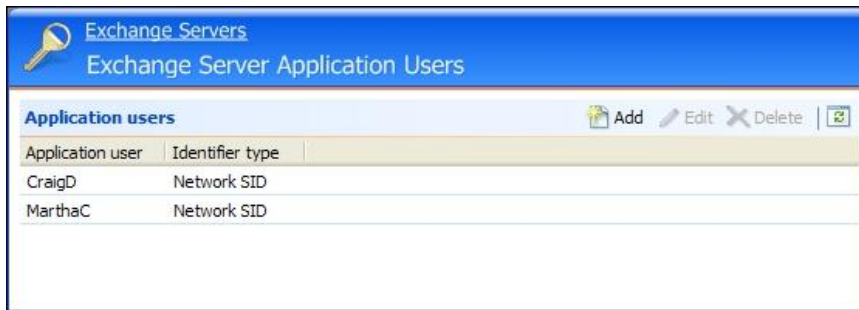 Exchange Servers
Exchange Server Application Users
Application users Add Edit Delete
Application user Identifier type
CraigD Network SID
MarthaC Network SID